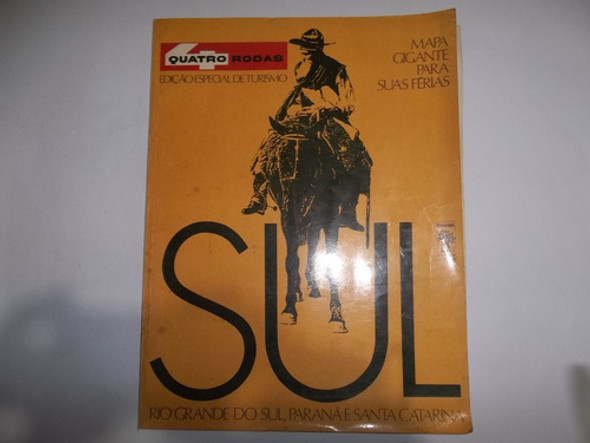 4
QUATRO RODAS
EDIÇÃO ESPECIAL DE TURISMO
MAPA
GIGANTE
PARA
SUAS FÉRIAS
SUL
RIO GRANDE DO SUL, PARANÁ E SANTA CATARINA